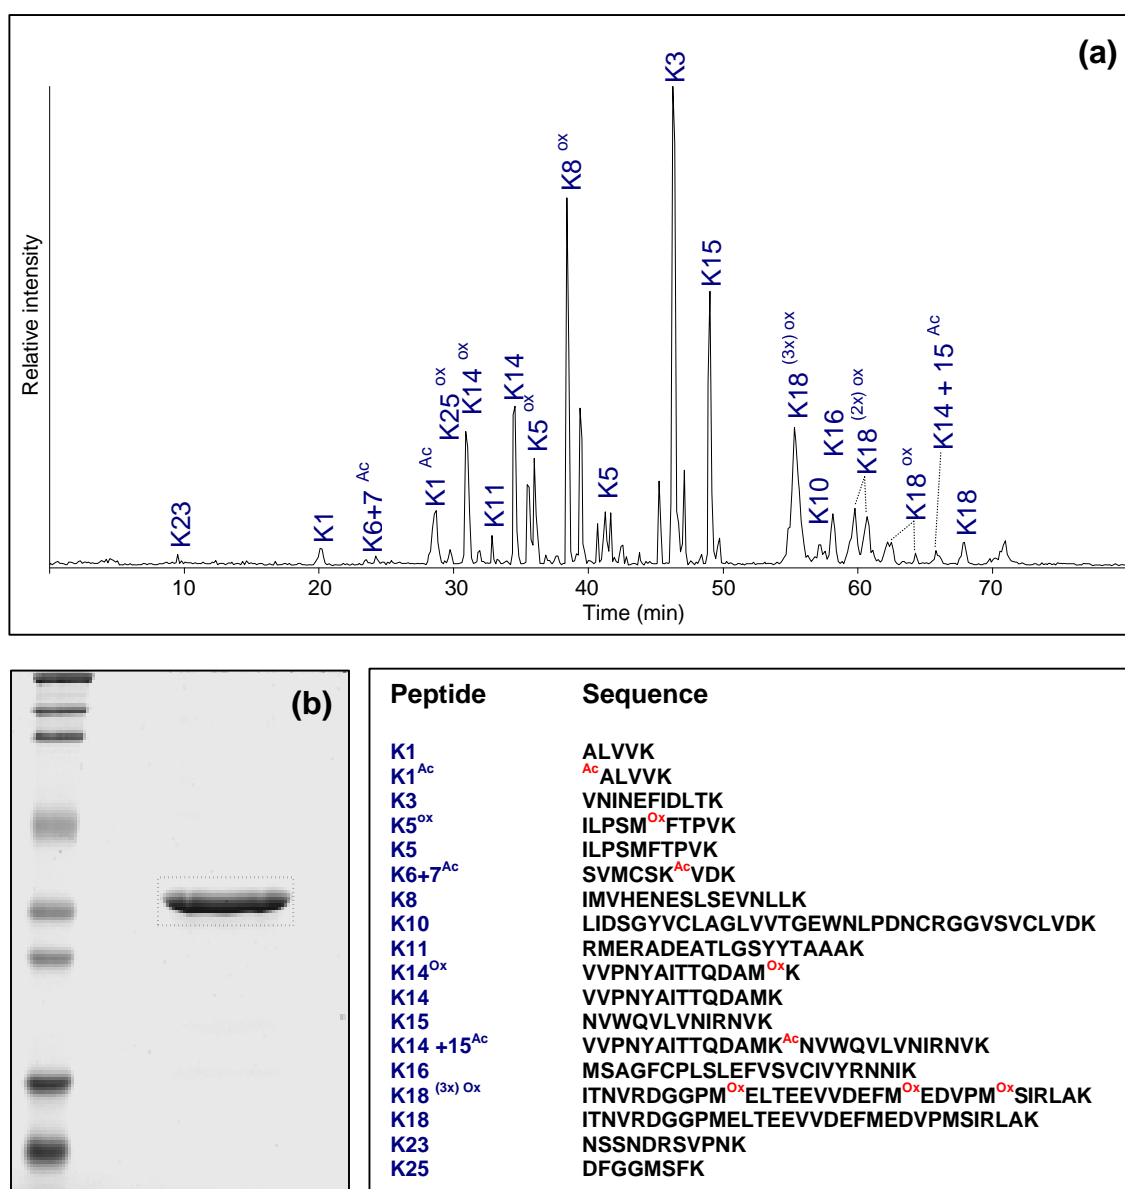 (a)
Relative intensity
K23
K1
K6+7 Ac
K1 Ac
K25 ox
K14 ox
K11
K14
K5 ox
K8 ox
K5
K3
K15
K18 (3x) ox
K10
K16
K18 (2x) ox
K18 ox
K14 + 15 Ac
K18
10 20 30 40 50 60 70
Time (min)
(b)
Peptide Sequence
K1 ALVVK
K1Ac AcALVVK
K3 VNINEFIDLTK
K5ox ILPSMOxFTPVK
K5 ILPSMFTPVK
K6+7Ac SVMCSKAcVDK
K8 IMVHENESLSEVNLLK
K10 LIDSGYVCLAGLVVTGEWNLPDNCRGGVSVCLVDK
K11 RMERADEATLGSYYTAAAK
K14Ox VVPNYAITTQDAMOxK
K14 VVPNYAITTQDAMK
K15 NVWQVLVNIRNVK
K14 +15Ac VVPNYAITTQDAMKAcNVWQVLVNIRNVK
K16 MSAGFCPLSLEFVSVCIVYRNNIK
K18 (3x) Ox ITNVRDGGPMOxELTEEVVDEFMOxEDVPMOxSIRLAK
K18 ITNVRDGGPMELTEEVVDEFMEDVPMSIRLAK
K23 NSSNDRSVPNK
K25 DFGGMSFK